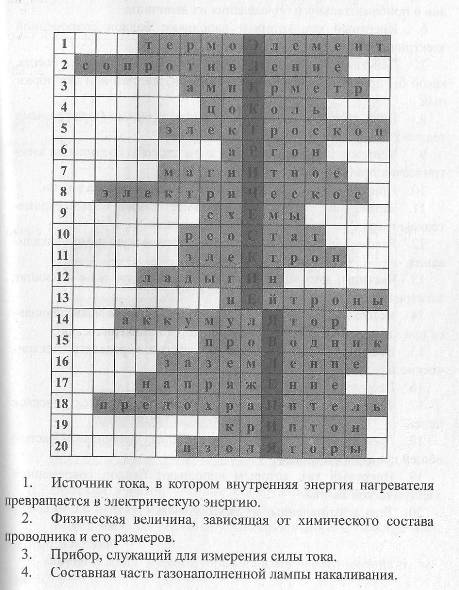 1 термоЭлемент
2 сопротивЛение
3 ампЕрметр
4 цоКоль
5 элекТроскоп
6 аРгон
7 магнИтное
8 электриЧеское
9 схЕмы
10 реоСтат
11 элеКтрон
12 ладыгИн
13 нЕйтроны
14 аккумулЯтор
15 проВодник
16 заземЛение
17 напряжЕние
18 предохраНитель
19 крИптон
20 изолЯторы
1. Источник тока, в котором внутренняя энергия нагревателя
превращается в электрическую энергию.
2. Физическая величина, зависящая от химического состава
проводника и его размеров.
3. Прибор, служащий для измерения силы тока.
4. Составная часть газонаполненной лампы накаливания.